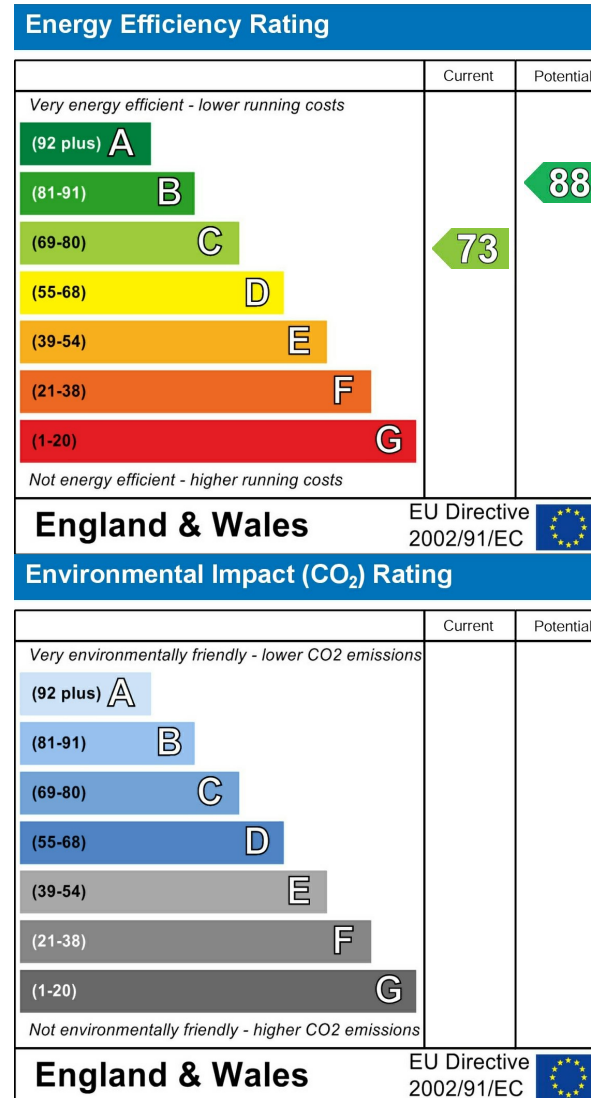 Energy Efficiency Rating
Current Potential
Very energy efficient - lower running costs
(92 plus) A
(81-91) B
88
(69-80) C
73
(55-68) D
(39-54) E
(21-38) F
(1-20) G
Not energy efficient - higher running costs
England & Wales
EU Directive
2002/91/EC
Environmental Impact (CO₂) Rating
Current Potential
Very environmentally friendly - lower CO2 emissions
(92 plus) A
(81-91) B
(69-80) C
(55-68) D
(39-54) E
(21-38) F
(1-20) G
Not environmentally friendly - higher CO2 emissions
England & Wales
EU Directive
2002/91/EC